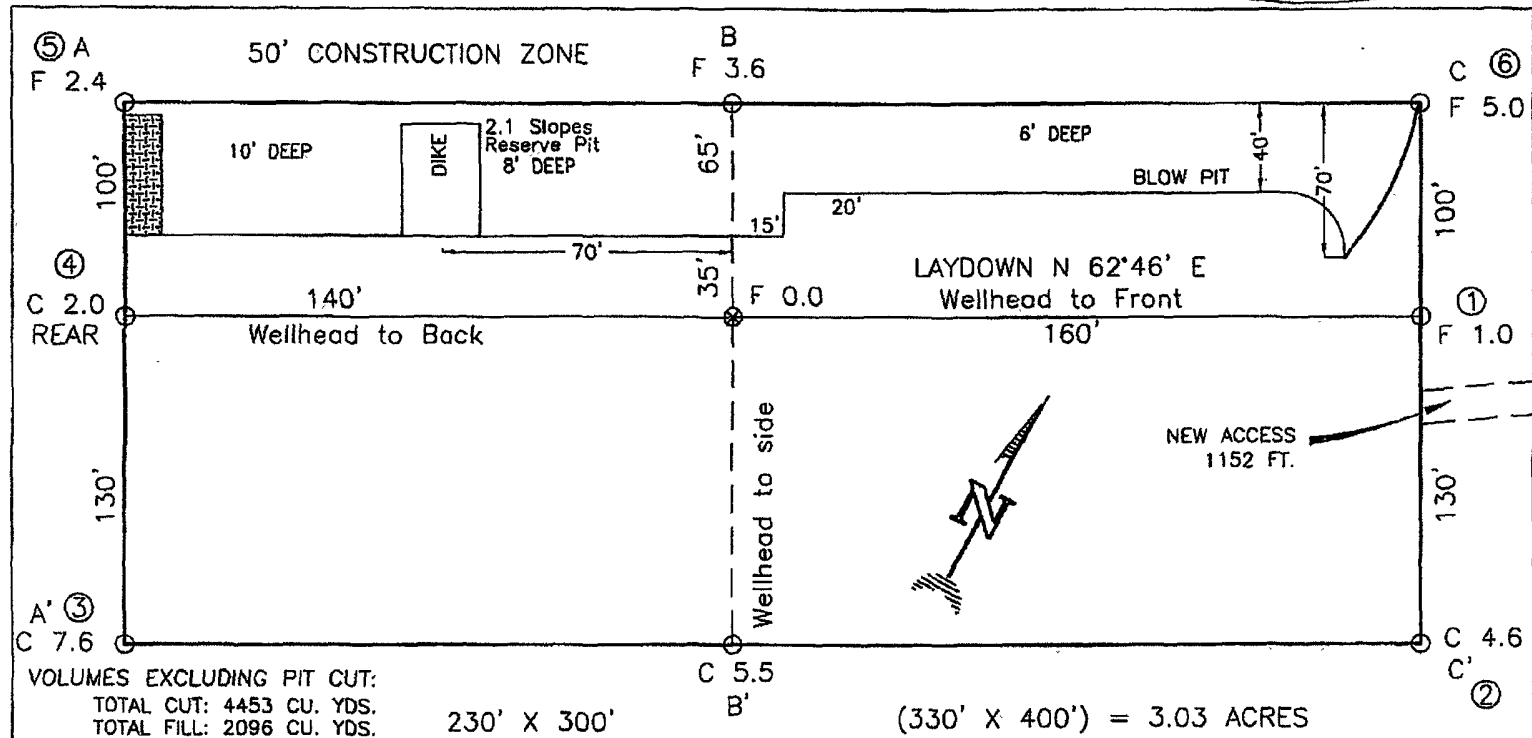 ⑤ A
50' CONSTRUCTION ZONE
B
C ⑥
F 2.4
F 3.6
F 5.0
10' DEEP
DIKE
2.1 Slopes
Reserve Pit
8' DEEP
65'
6' DEEP
40'
70'
100'
BLOW PIT
100'
15'
20'
70'
35'
④
C 2.0
REAR
140'
Wellhead to Back
F 0.0
LAYDOWN N 62°46' E
Wellhead to Front
160'
①
F 1.0
NEW ACCESS
1152 FT.
N
130'
Wellhead to side
130'
A' ③
C 7.6
C 5.5
B'
C 4.6
C'
②
VOLUMES EXCLUDING PIT CUT:
TOTAL CUT: 4453 CU. YDS.
TOTAL FILL: 2096 CU. YDS.
230' X 300'
(330' X 400') = 3.03 ACRES